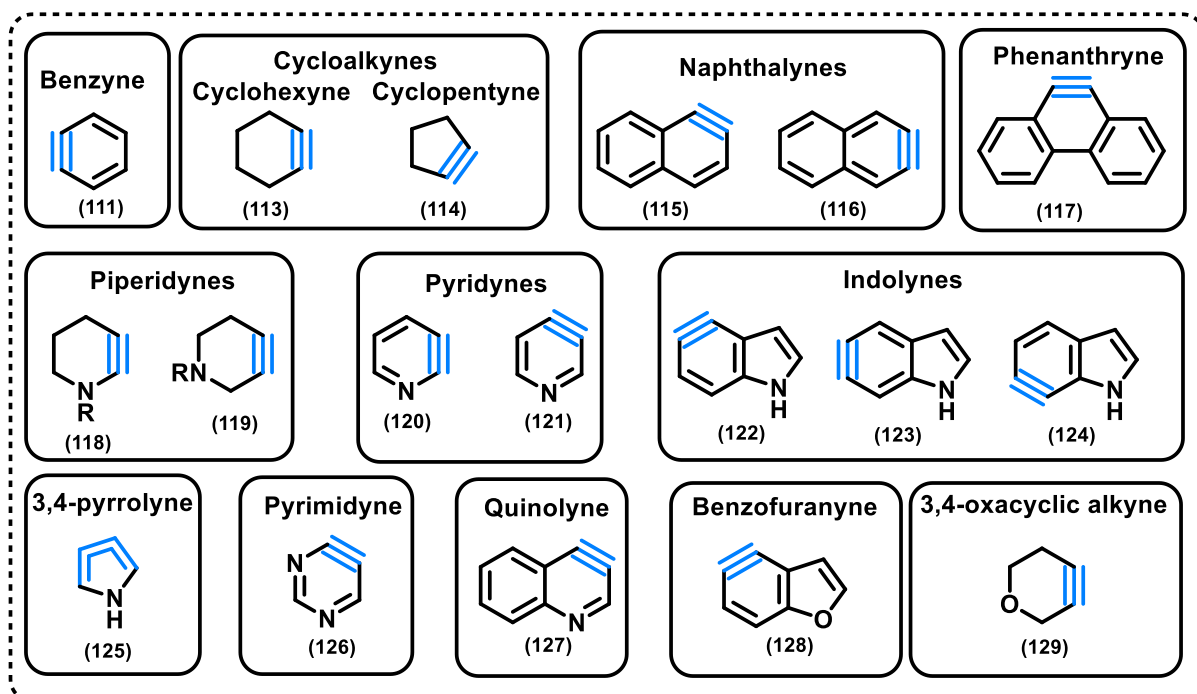 Benzyne
(111)
Cycloalkynes
Cyclohexyne Cyclopentyne
(113) (114)
Naphthalynes
(115) (116)
Phenanthryne
(117)
Piperidynes
N
R
(118)
RN
(119)
Pyridynes
N
(120)
N
(121)
Indolynes
N
H
(122)
N
H
(123)
N
H
(124)
3,4-pyrrolyne
N
H
(125)
Pyrimidyne
N
N
(126)
Quinolyne
N
(127)
Benzofuranyne
O
(128)
3,4-oxacyclic alkyne
O
(129)